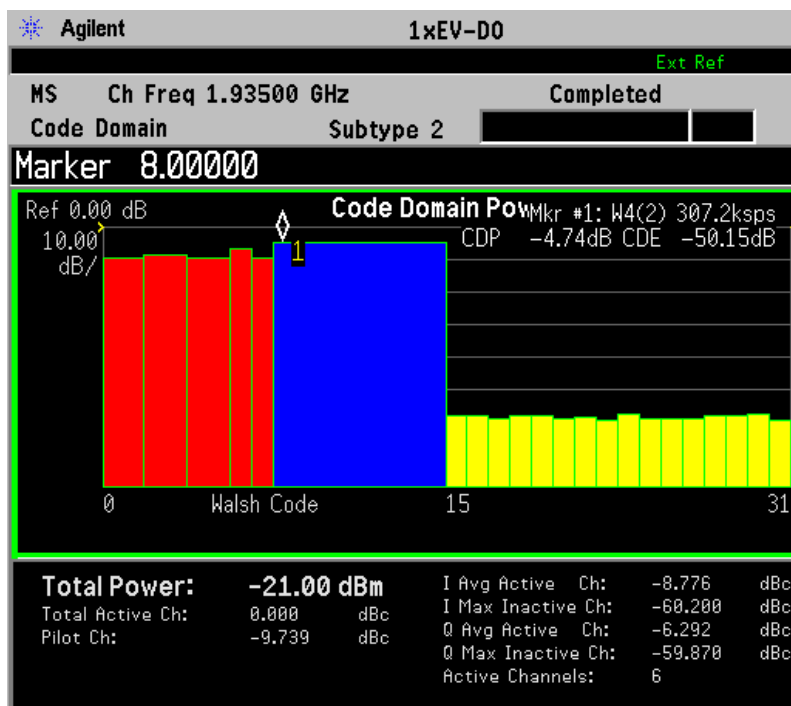 Agilent 1xEV-DO
Ext Ref
MS Ch Freq 1.93500 GHz Completed
Code Domain Subtype 2
Marker 8.00000
Ref 0.00 dB Code Domain Pow Mkr #1: W4(2) 307.2ksps
10.00 CDP -4.74dB CDE -50.15dB
dB/
1
0 Walsh Code 15 31
Total Power: -21.00 dBm
Total Active Ch: 0.000 dBc
Pilot Ch: -9.739 dBc
I Avg Active Ch: -8.776 dBc
I Max Inactive Ch: -60.200 dBc
Q Avg Active Ch: -6.292 dBc
Q Max Inactive Ch: -59.870 dBc
Active Channels: 6